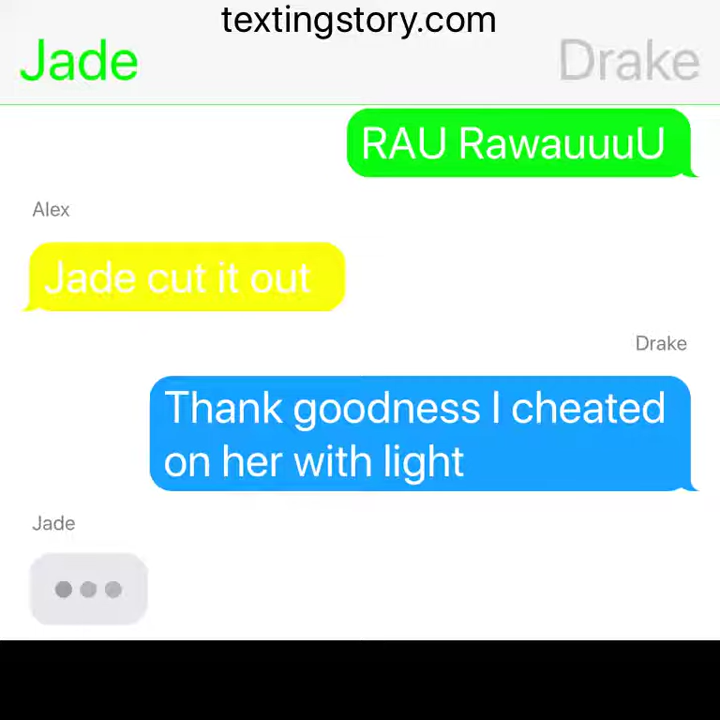 textingstory.com
Jade
Drake
RAU RawauuuU
Alex
Jade cut it out
Drake
Thank goodness I cheated
on her with light
Jade